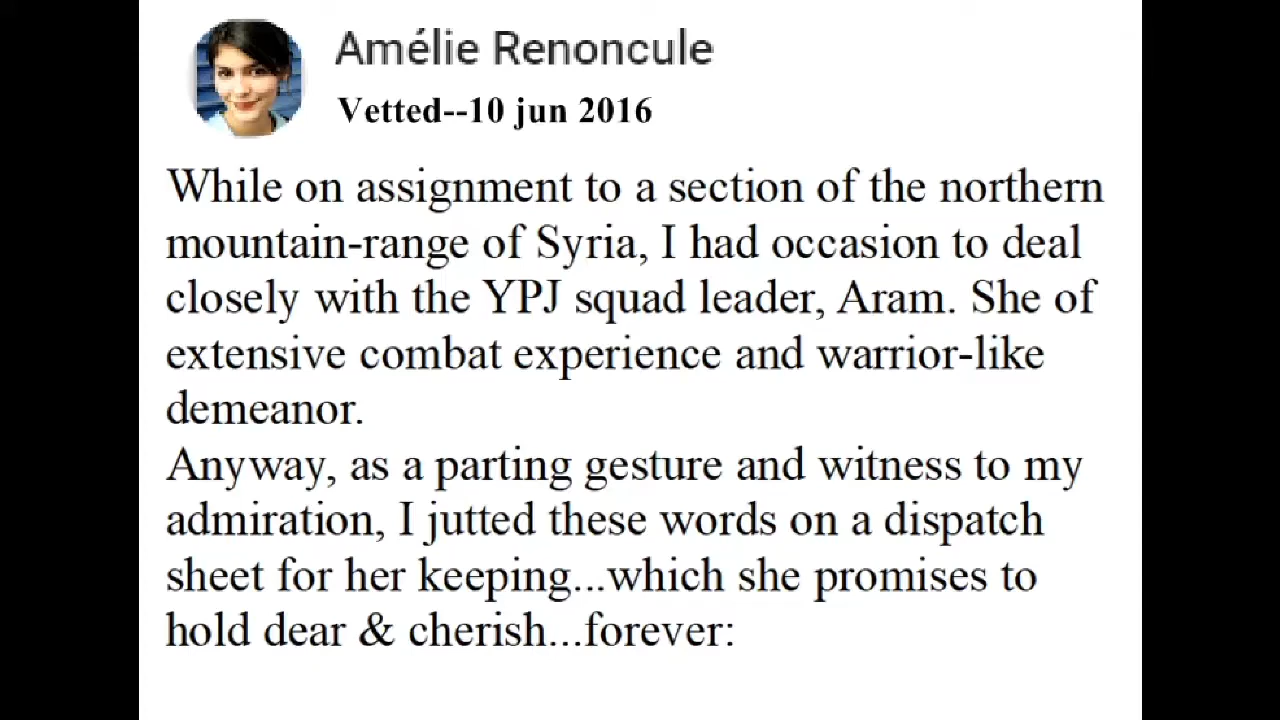 Amélie Renoncule
Vetted--10 jun 2016
While on assignment to a section of the northern
mountain-range of Syria, I had occasion to deal
closely with the YPJ squad leader, Aram. She of
extensive combat experience and warrior-like
demeanor.
Anyway, as a parting gesture and witness to my
admiration, I jutted these words on a dispatch
sheet for her keeping...which she promises to
hold dear & cherish...forever: